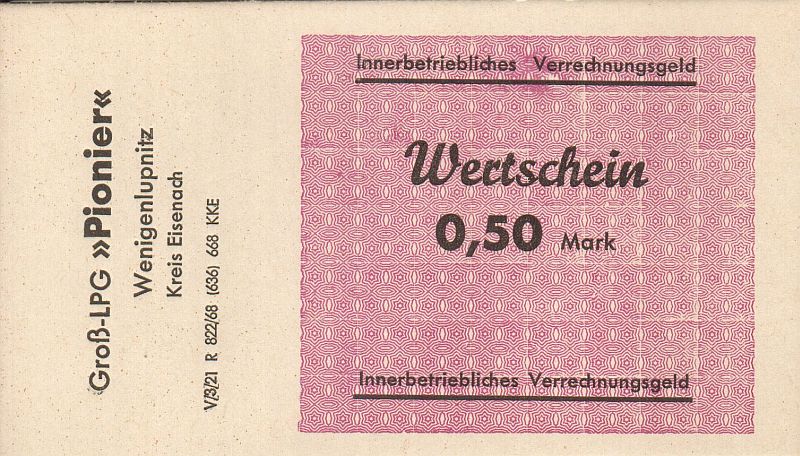 Groß-LPG »Pionier«
Wenigenlupnitz
Kreis Eisenach
V/3/21 R 822/68 (636) 668 KKE
Innerbetriebliches Verrechnungsgeld
Wertschein
0,50 Mark
Innerbetriebliches Verrechnungsgeld